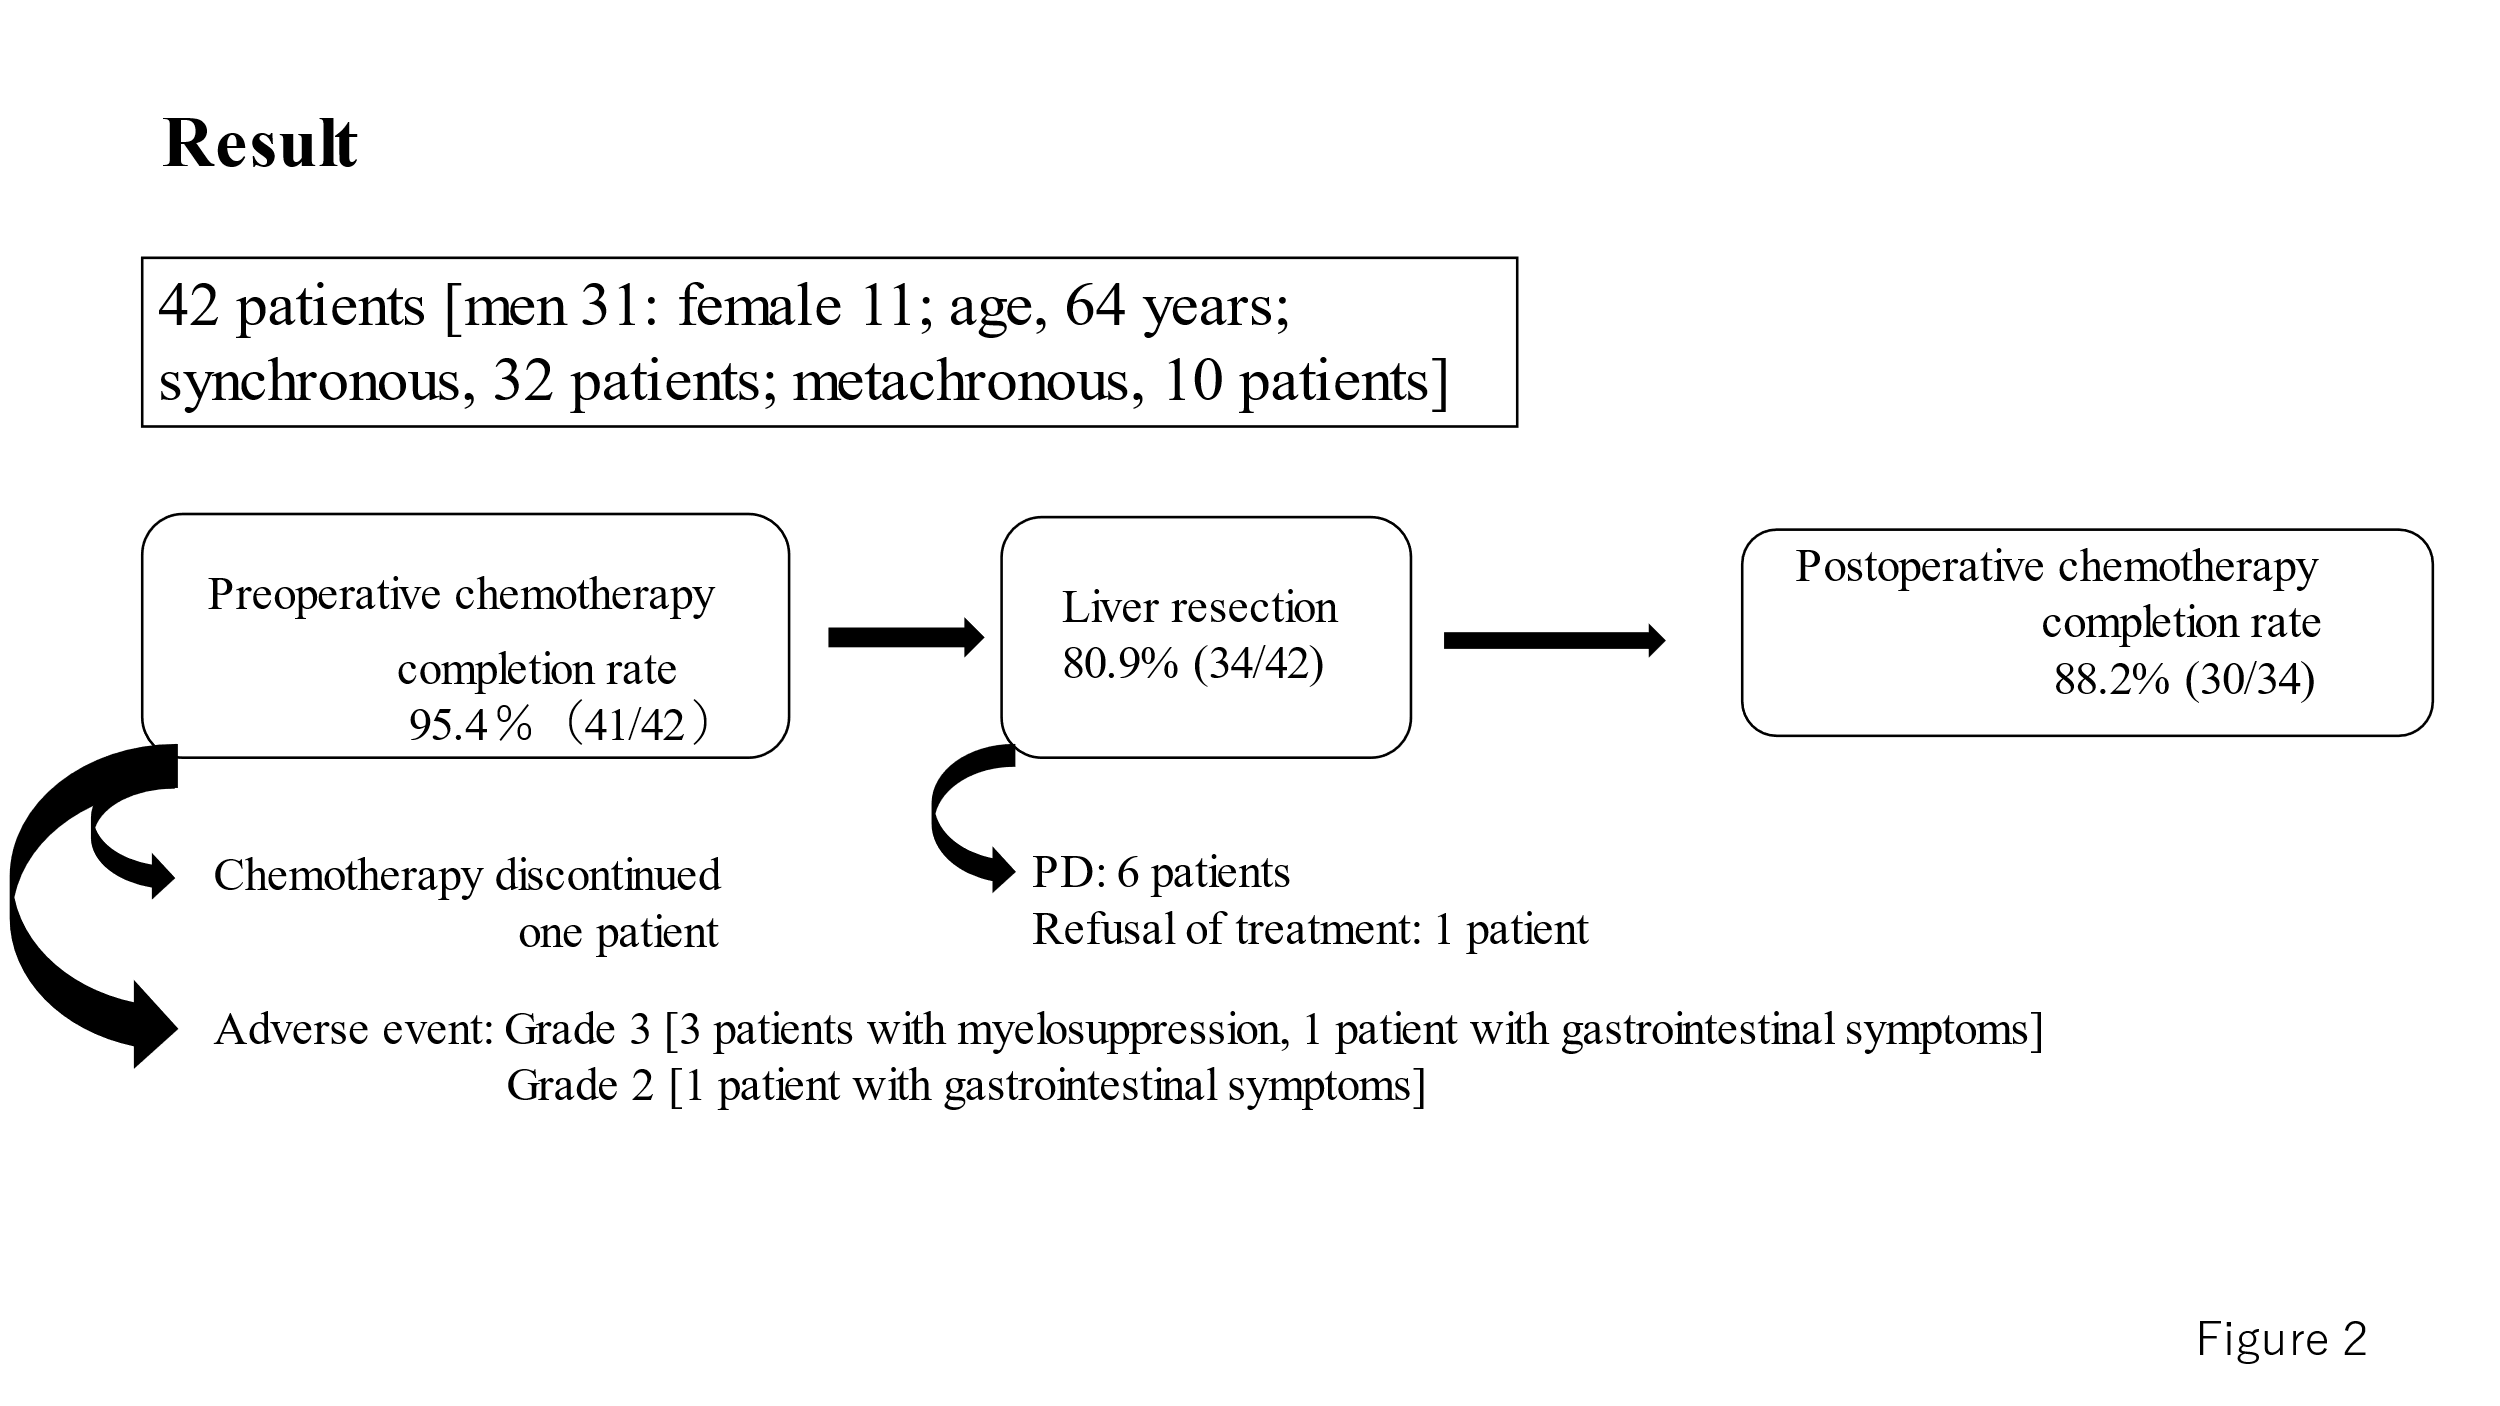 Result
42 patients [men 31: female 11; age, 64 years;
synchronous, 32 patients; metachronous, 10 patients]
Preoperative chemotherapy
completion rate
95.4％（41/42）
Liver resection
80.9% (34/42)
Postoperative chemotherapy
completion rate
88.2% (30/34)
Chemotherapy discontinued
one patient
PD: 6 patients
Refusal of treatment: 1 patient
Adverse event: Grade 3 [3 patients with myelosuppression, 1 patient with gastrointestinal symptoms]
Grade 2 [1 patient with gastrointestinal symptoms]
Figure 2